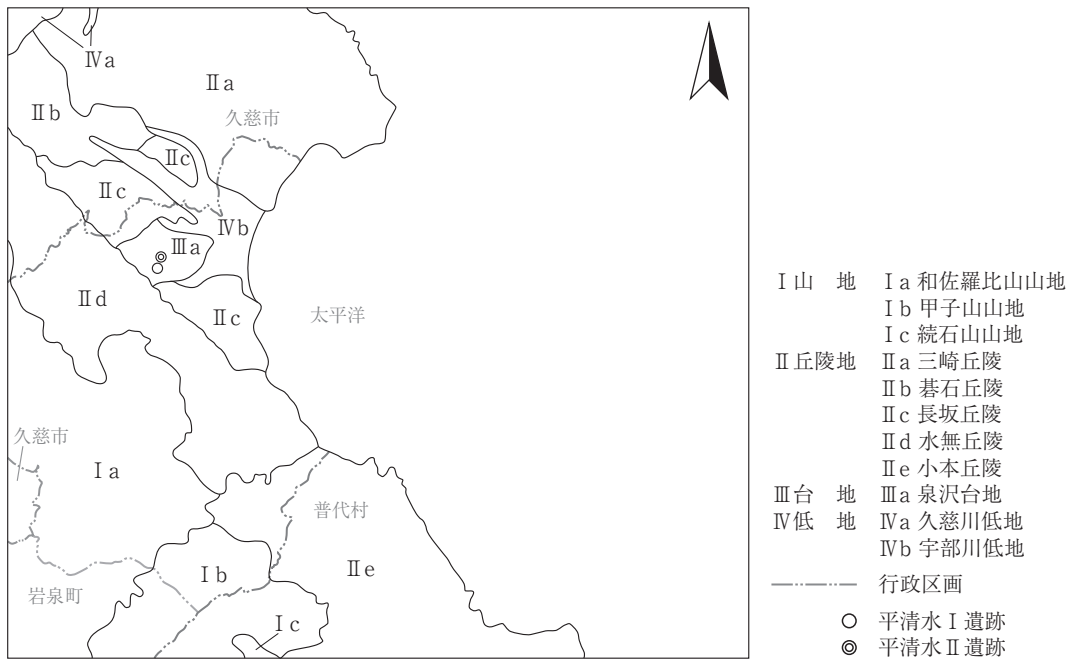 Ⅳa
Ⅱa
Ⅱb
久慈市
Ⅱc
Ⅱc
Ⅳb
Ⅲa
Ⅱd
Ⅱc
太平洋
久慈市
Ⅰa
普代村
Ⅰb
Ⅱe
岩泉町
Ⅰc
Ⅰ山　地　Ⅰa 和佐羅比山山地
Ⅰb 甲子山山地
Ⅰc 続石山山地
Ⅱ丘陵地　Ⅱa 三崎丘陵
Ⅱb 碁石丘陵
Ⅱc 長坂丘陵
Ⅱd 水無丘陵
Ⅱe 小本丘陵
Ⅲ台　地　Ⅲa 泉沢台地
Ⅳ低　地　Ⅳa 久慈川低地
Ⅳb 宇部川低地
行政区画
平清水Ⅰ遺跡
平清水Ⅱ遺跡